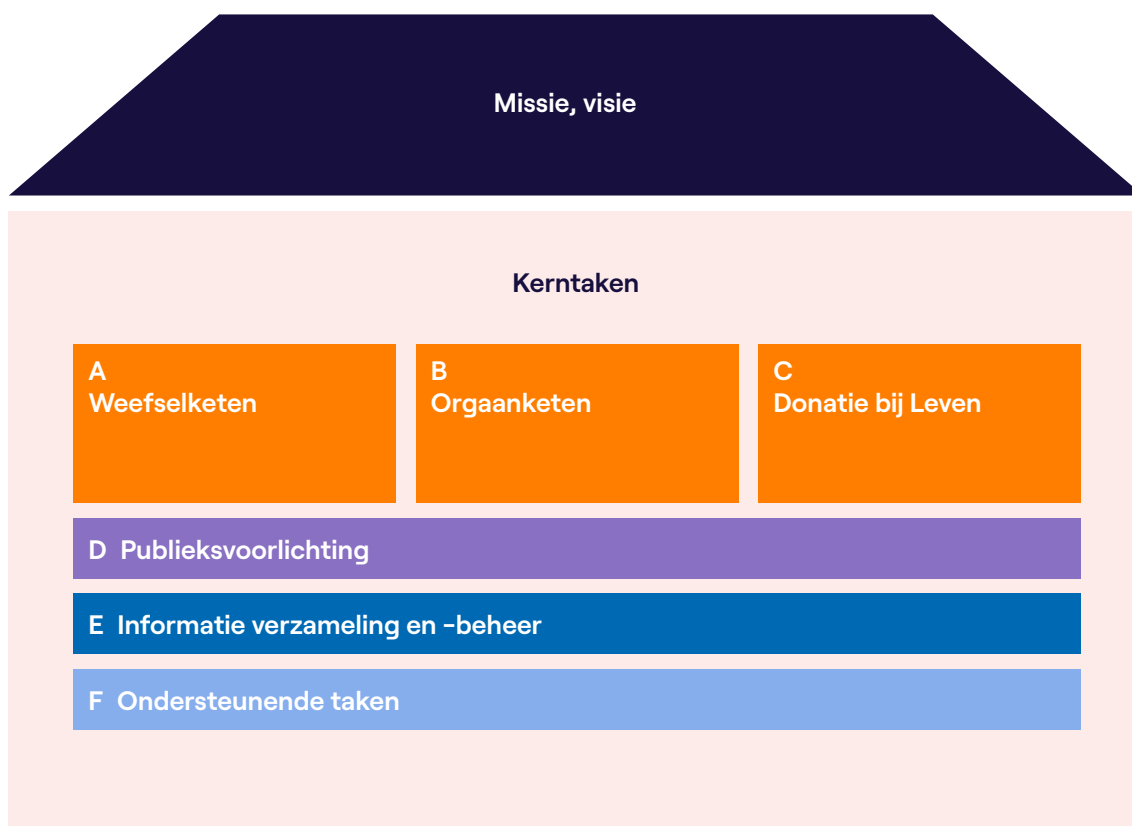 Missie, visie
Kerntaken
A
Weefselketen
B
Orgaanketen
C
Donatie bij Leven
D Publieksvoorlichting
E Informatie verzameling en -beheer
F Ondersteunende taken